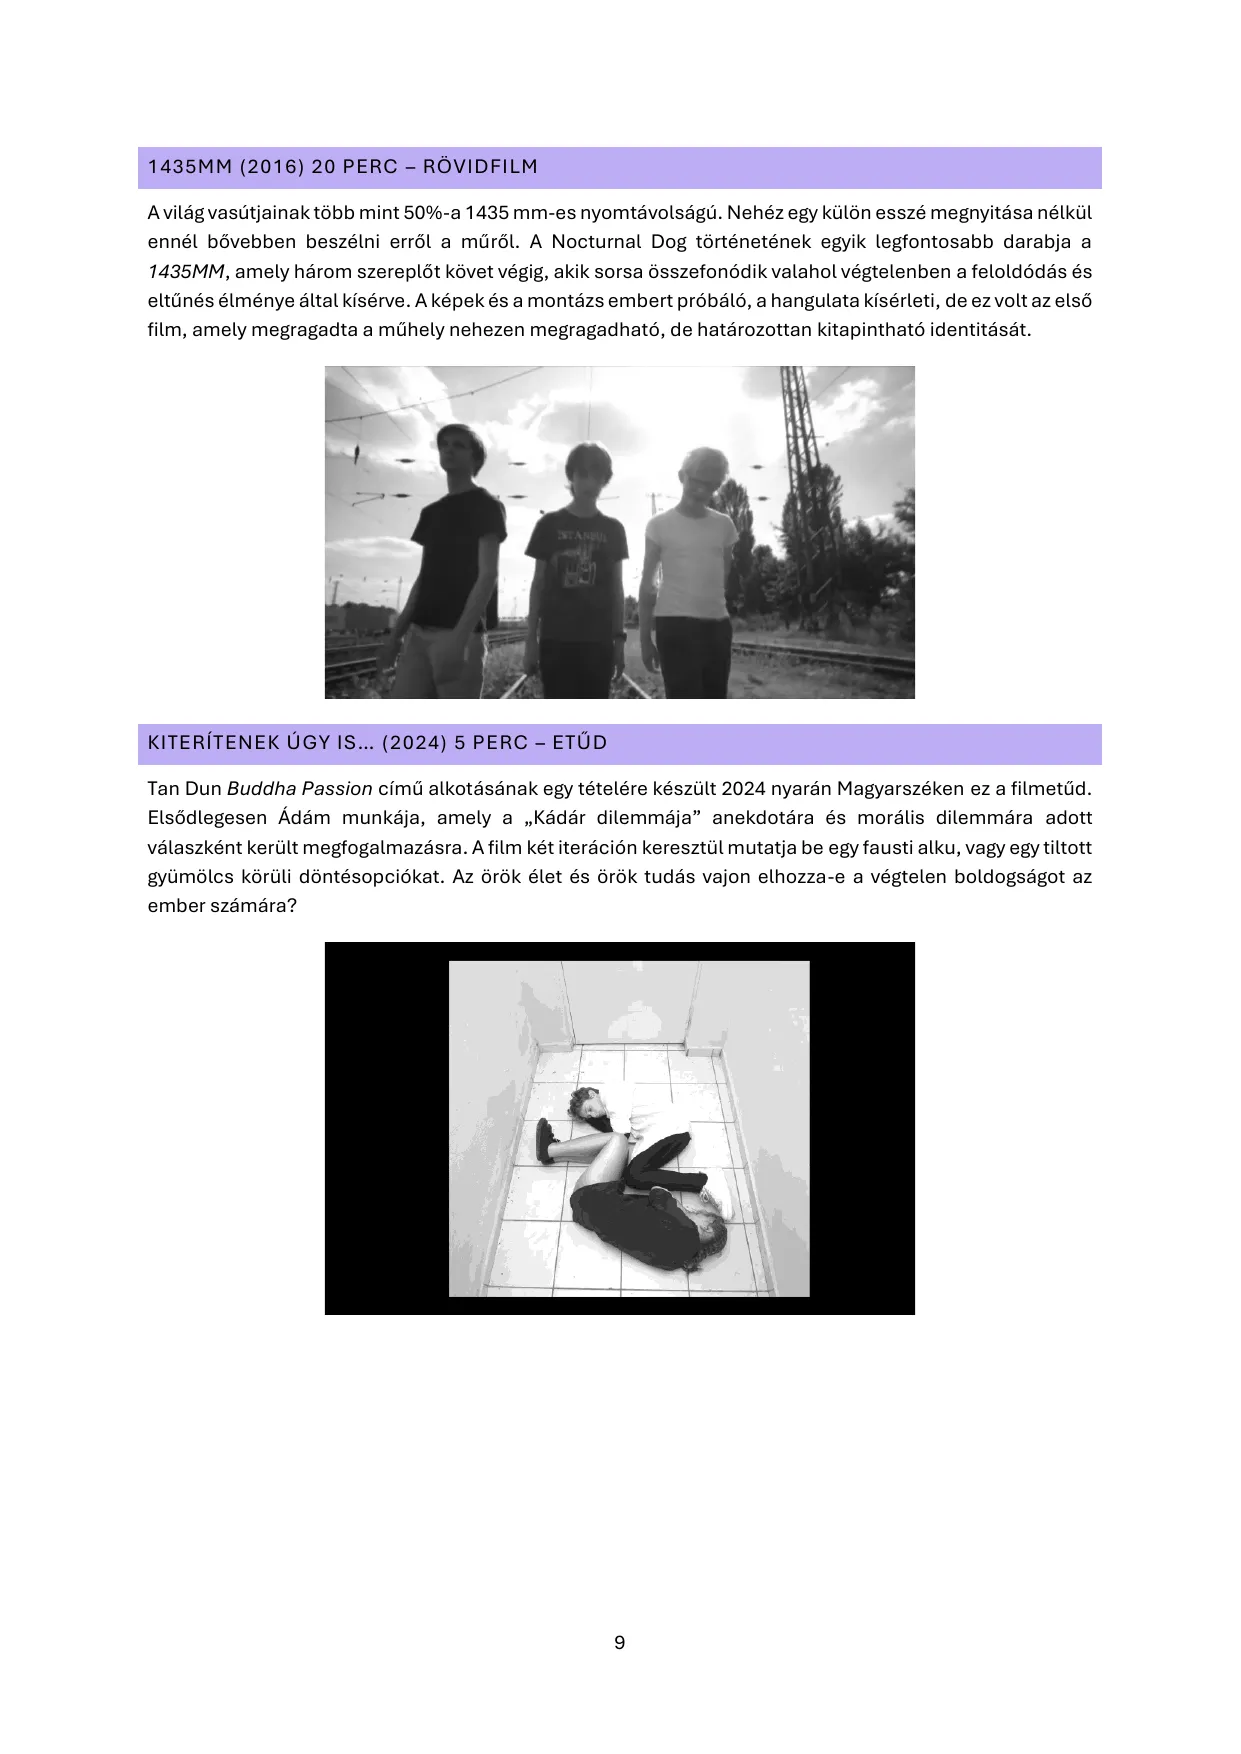 1435MM (2016) 20 PERC – RÖVIDFILM
A világ vasútjainak több mint 50%-a 1435 mm-es nyomtávolságú. Nehéz egy külön esszé megnyitása nélkül
ennél bővebben beszélni erről a műről. A Nocturnal Dog történetének egyik legfontosabb darabja a
1435MM, amely három szereplőt követ végig, akik sorsa összefonódik valahol végtelenben a feloldódás és
eltűnés élménye által kísérve. A képek és a montázs embert próbáló, a hangulata kísérleti, de ez volt az első
film, amely megragadta a műhely nehezen megragadható, de határozottan kitapintható identitását.
KITERÍTENEK ÚGY IS… (2024) 5 PERC – ETŰD
Tan Dun Buddha Passion című alkotásának egy tételére készült 2024 nyarán Magyarszéken ez a filmetűd.
Elsődlegesen Ádám munkája, amely a „Kádár dilemmája” anekdotára és morális dilemmára adott
válaszként került megfogalmazásra. A film két iteráción keresztül mutatja be egy fausti alku, vagy egy tiltott
gyümölcs körüli döntésopciókat. Az örök élet és örök tudás vajon elhozza-e a végtelen boldogságot az
ember számára?
9